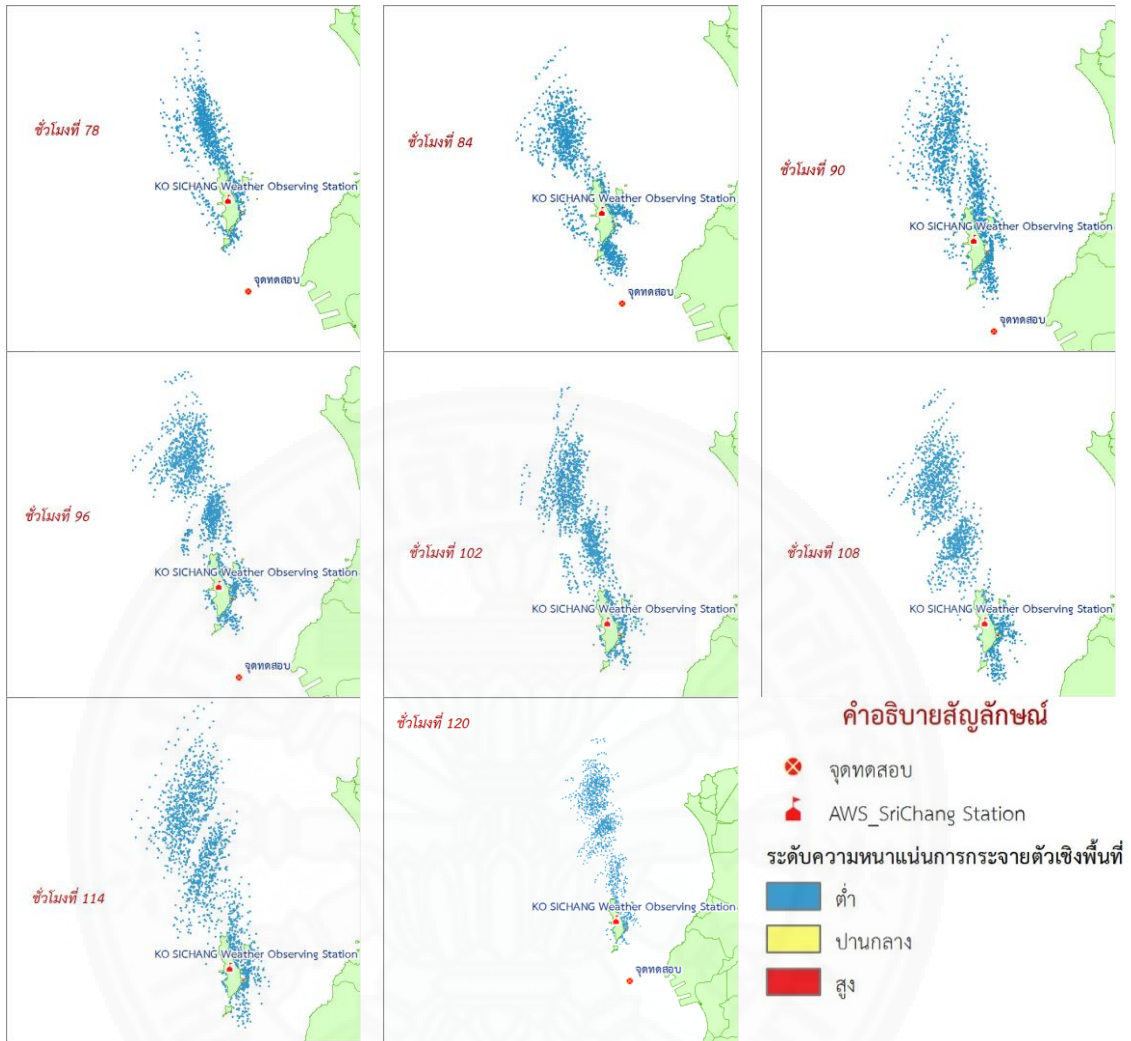 ชั่วโมงที่ 78
KO SICHANG Weather Observing Station
จุดทดสอบ
ชั่วโมงที่ 84
KO SICHANG Weather Observing Station
จุดทดสอบ
ชั่วโมงที่ 90
KO SICHANG Weather Observing Station
จุดทดสอบ
ชั่วโมงที่ 96
KO SICHANG Weather Observing Station
จุดทดสอบ
ชั่วโมงที่ 102
KO SICHANG Weather Observing Station
ชั่วโมงที่ 108
KO SICHANG Weather Observing Station
ชั่วโมงที่ 114
KO SICHANG Weather Observing Station
ชั่วโมงที่ 120
KO SICHANG Weather Observing Station
จุดทดสอบ
คำอธิบายสัญลักษณ์
จุดทดสอบ
AWS_SriChang Station
ระดับความหนาแน่นการกระจายตัวเชิงพื้นที่
ต่ำ
ปานกลาง
สูง